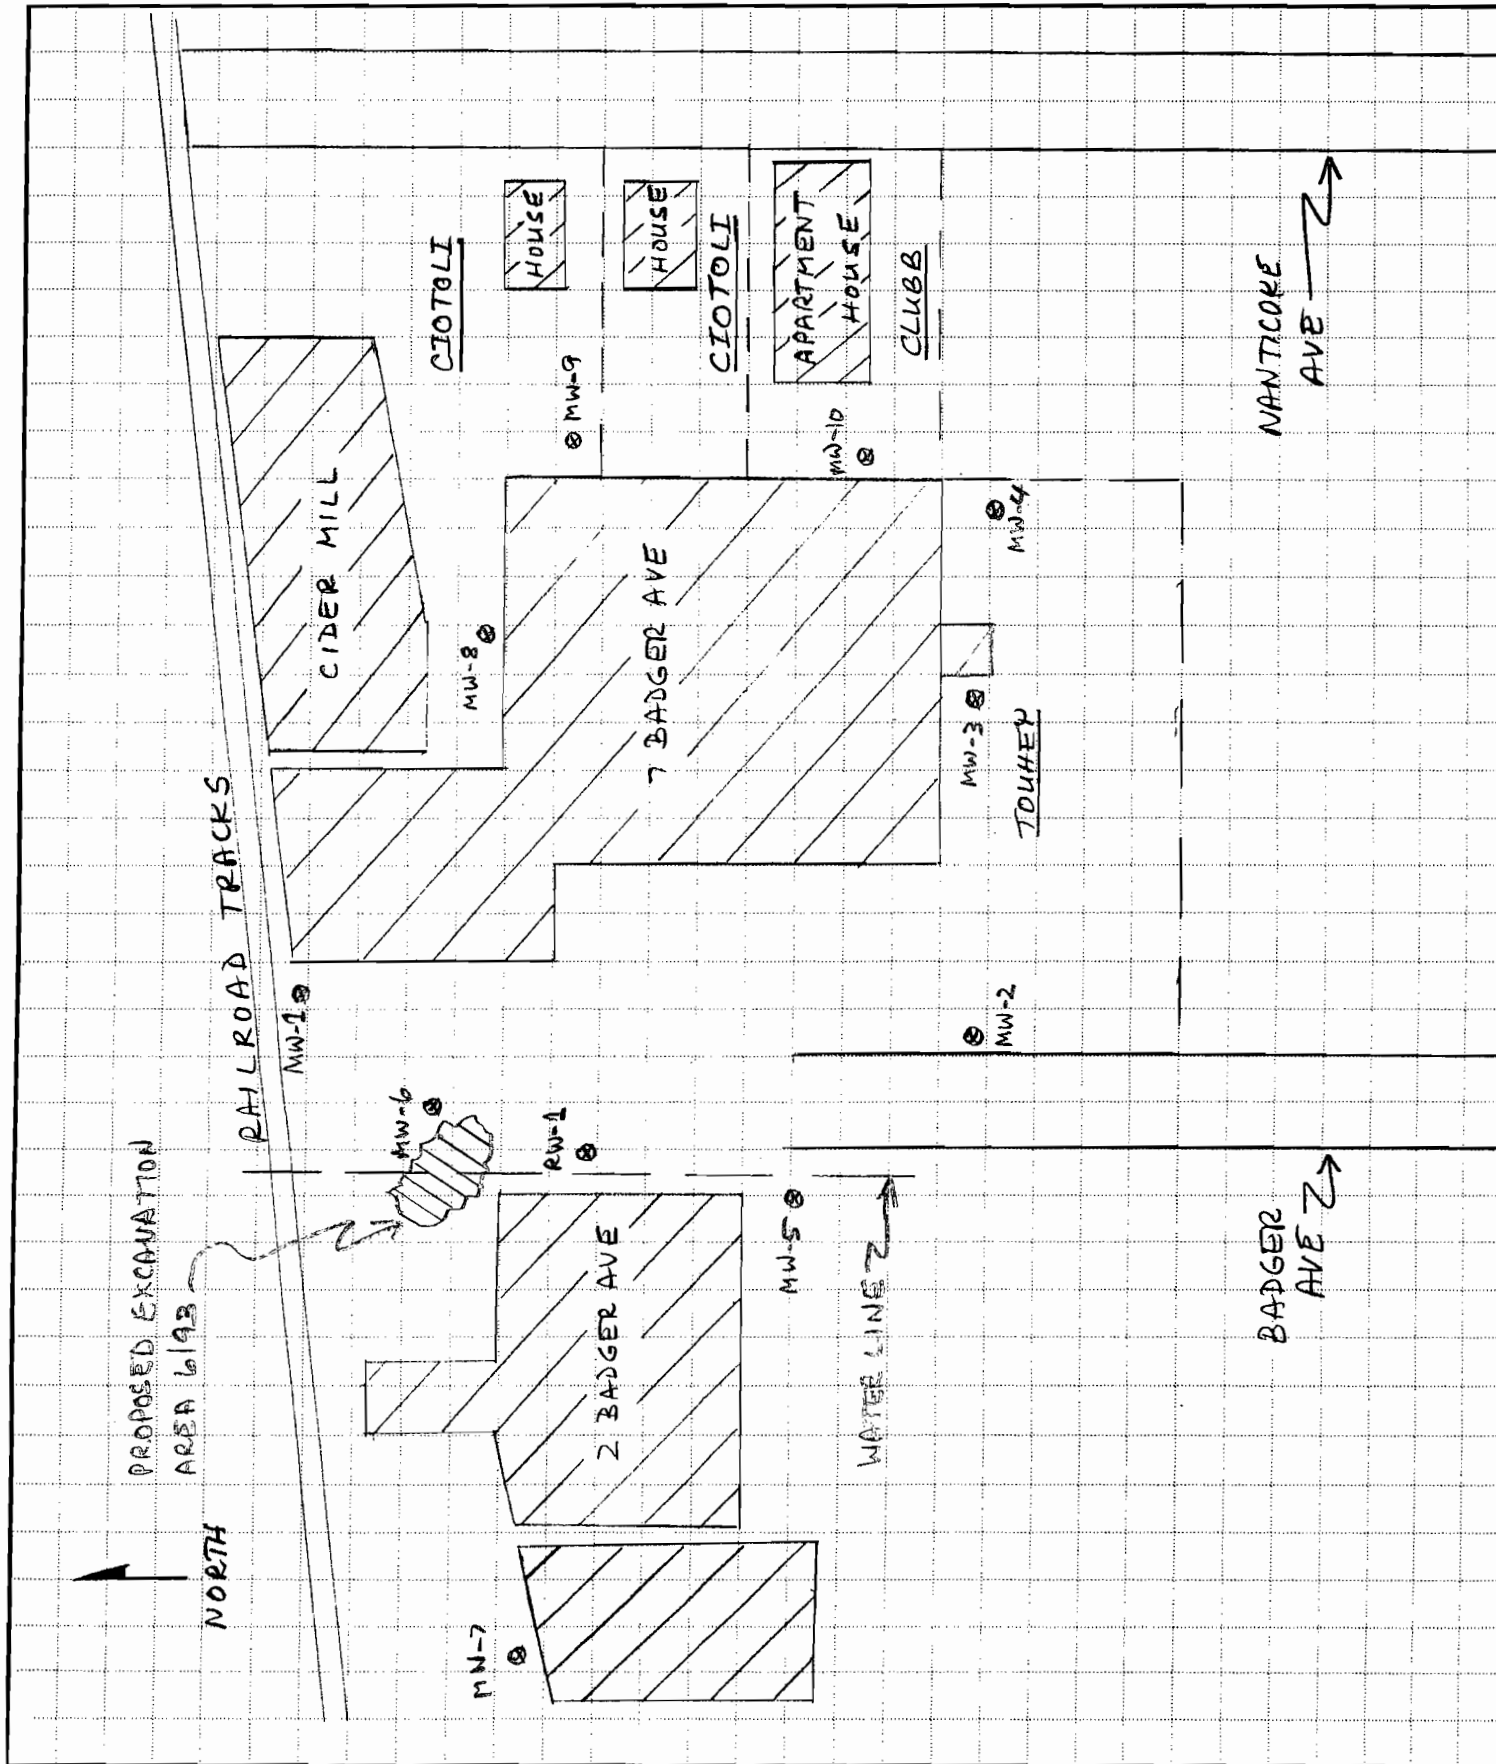 PROPOSED EXCAVATION
AREA 6/93
NORTH
RAILROAD TRACKS
MW-1
MW-6
RW-1
MW-7
2 BADGER AVE
MW-5
WATER LINE
BADGER
AVE
MW-2
CIDER MILL
MW-8
7 BADGER AVE
MW-3
TOUHEY
MW-4
MW-9
MW-10
CIOTOLI
HOUSE
HOUSE
CIOTOLI
APARTMENT
HOUSE
CLUBB
NANTICOKE
AVE